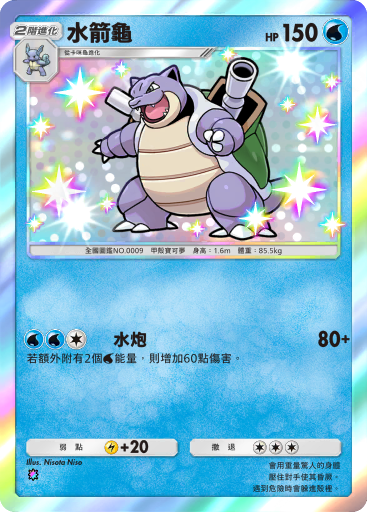 2階進化 水箭龜 HP 150
從卡咪龜進化
全國圖鑑NO.0009 甲殼寶可夢 身高：1.6m 體重：85.5kg
水炮 80+
若額外附有2個能量，則增加60點傷害。
弱點 +20 撤退
Illus. Nisota Niso
會用重量驚人的身體
壓住對手使其昏厥。
遇到危險時會躲進殼裡。